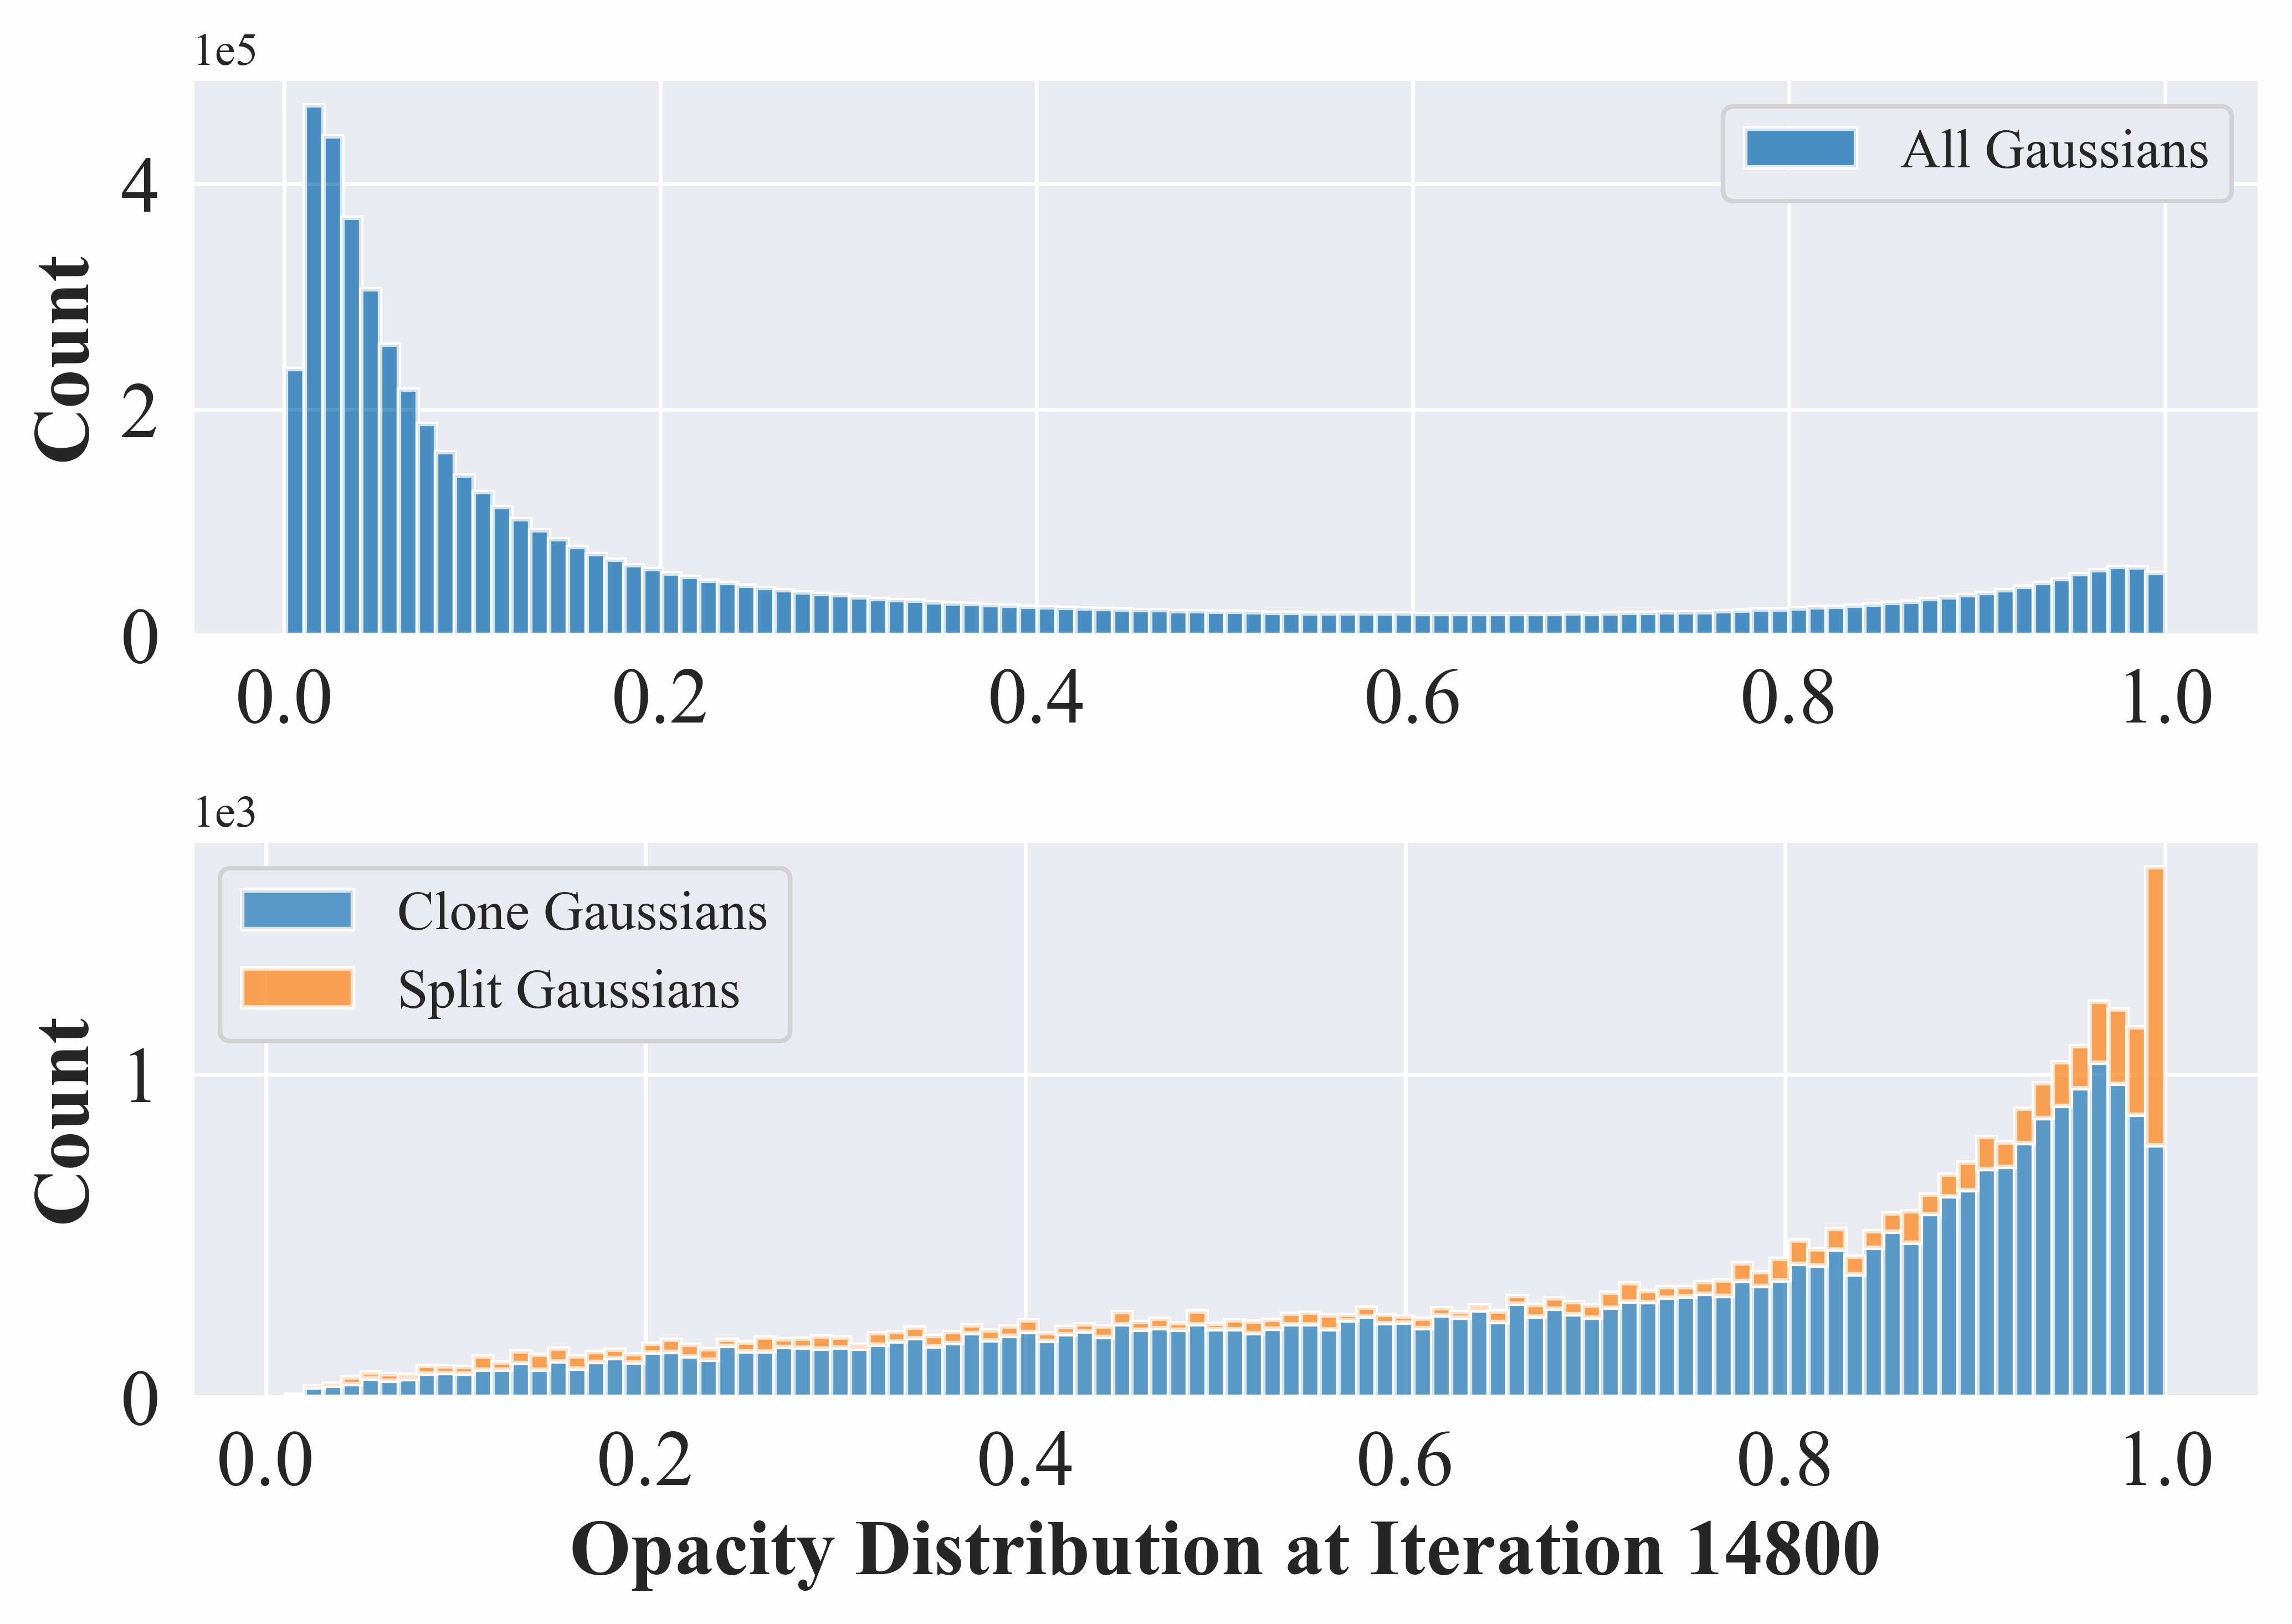 1e5
All Gaussians
Count
4
2
0
0.0 0.2 0.4 0.6 0.8 1.0
1e3
Clone Gaussians
Split Gaussians
Count
1
0
0.0 0.2 0.4 0.6 0.8 1.0
Opacity Distribution at Iteration 14800